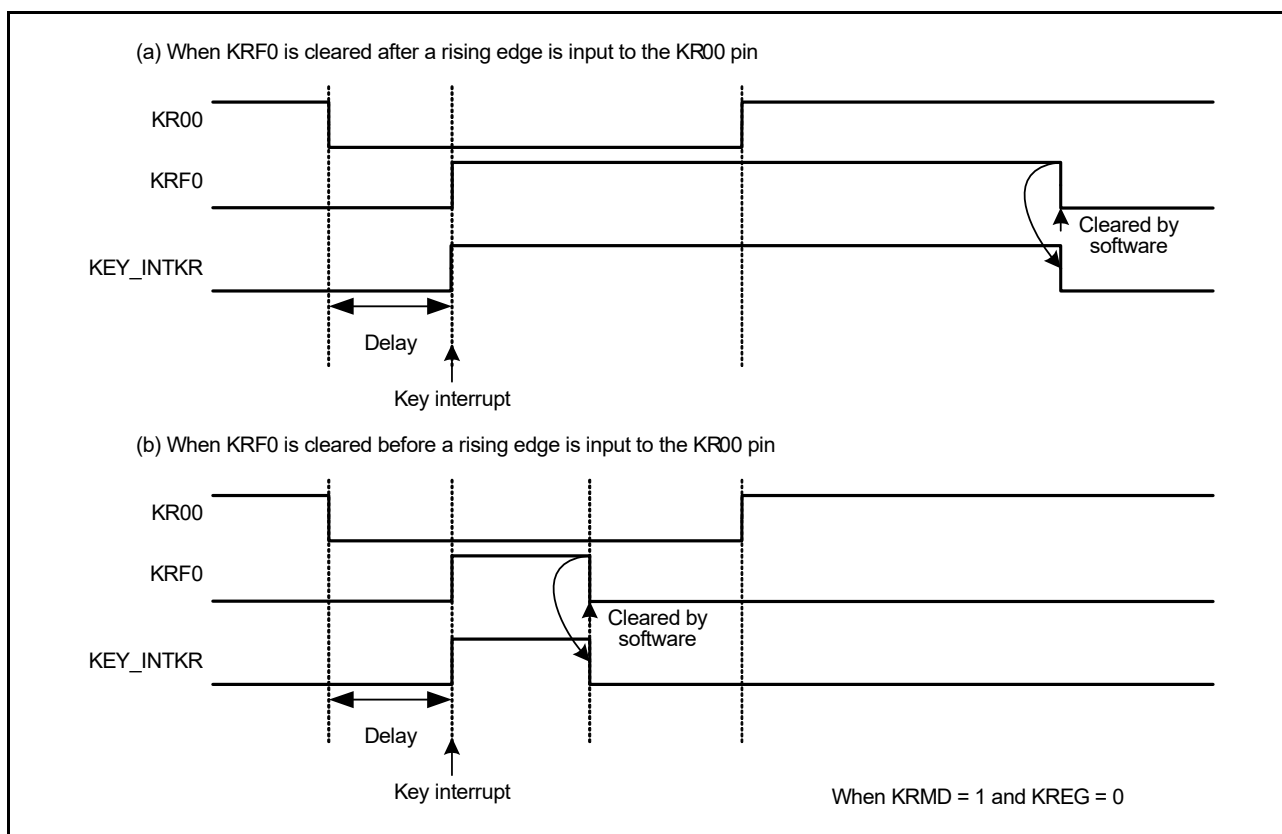 (a) When KRF0 is cleared after a rising edge is input to the KR00 pin
KR00
KRF0
Cleared by
software
KEY_INTKR
Delay
Key interrupt
(b) When KRF0 is cleared before a rising edge is input to the KR00 pin
KR00
KRF0
Cleared by
software
KEY_INTKR
Delay
Key interrupt
When KRMD = 1 and KREG = 0